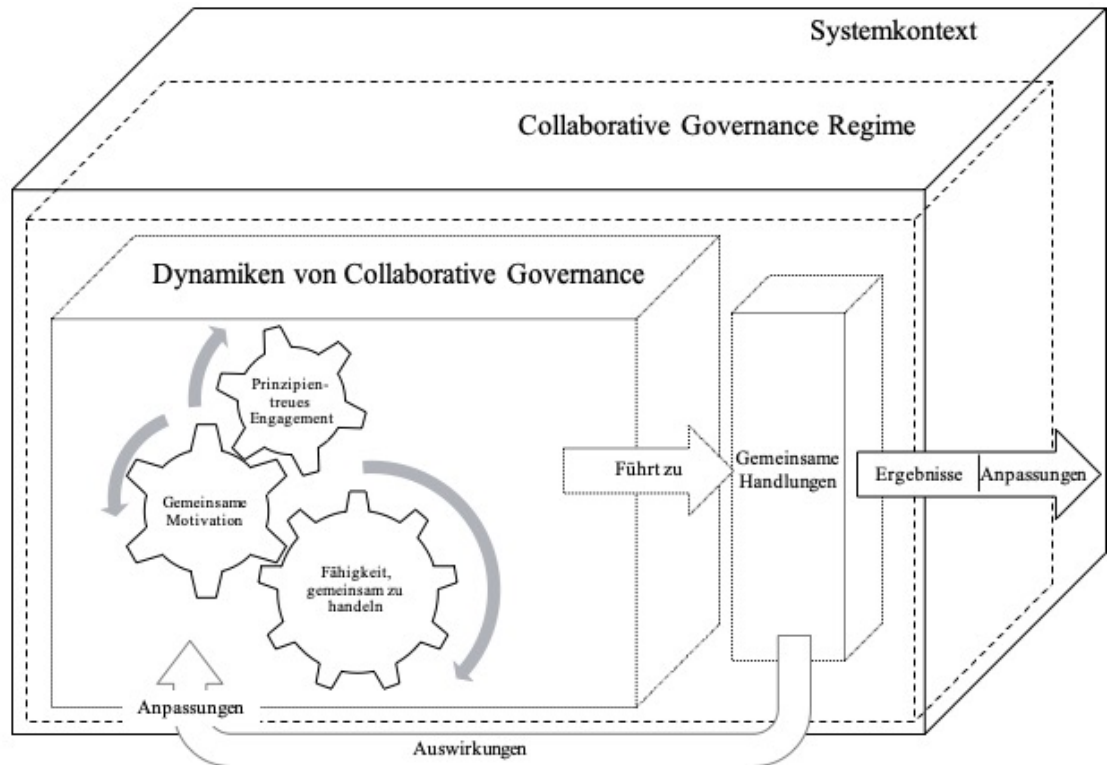 Systemkontext
Collaborative Governance Regime
Dynamiken von Collaborative Governance
Prinzipien-
treues
Engagement
Gemeinsame
Motivation
Fähigkeit,
gemeinsam zu
handeln
Führt zu
Gemeinsame
Handlungen
Ergebnisse
Anpassungen
Anpassungen
Auswirkungen